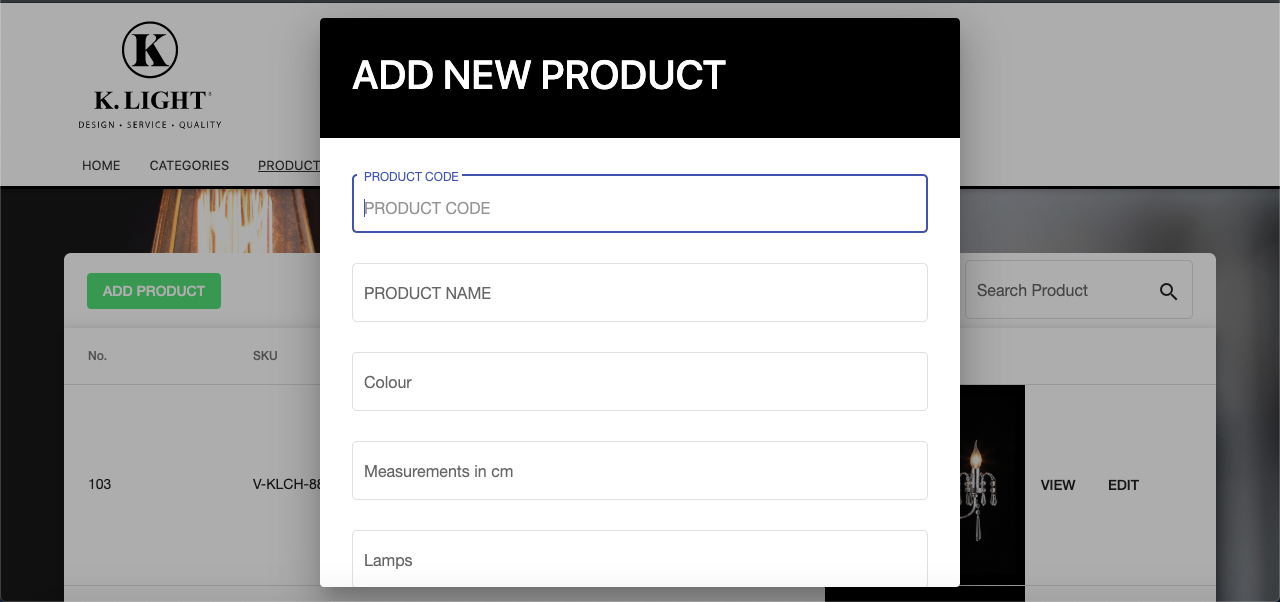 K
K. LIGHT®
DESIGN • SERVICE • QUALITY
HOME CATEGORIES PRODUCT
ADD NEW PRODUCT
PRODUCT CODE
PRODUCT CODE
PRODUCT NAME
Colour
Measurements in cm
Lamps
ADD PRODUCT
Search Product
No. SKU
103 V-KLCH-88
VIEW EDIT